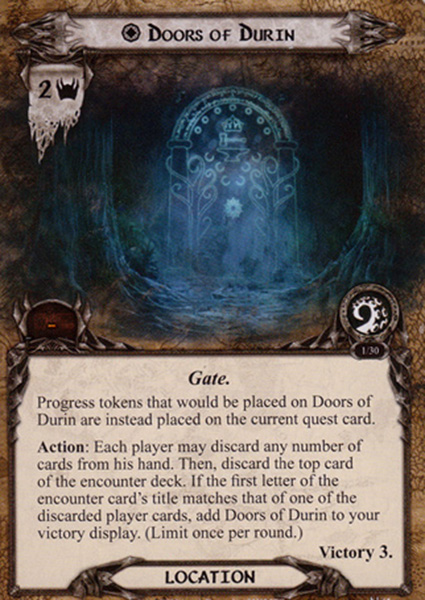 Doors of Durin
2
-
1/30
Gate.
Progress tokens that would be placed on Doors of
Durin are instead placed on the current quest card.
Action: Each player may discard any number of
cards from his hand. Then, discard the top card
of the encounter deck. If the first letter of the
encounter card's title matches that of one of the
discarded player cards, add Doors of Durin to your
victory display. (Limit once per round.)
Victory 3.
LOCATION